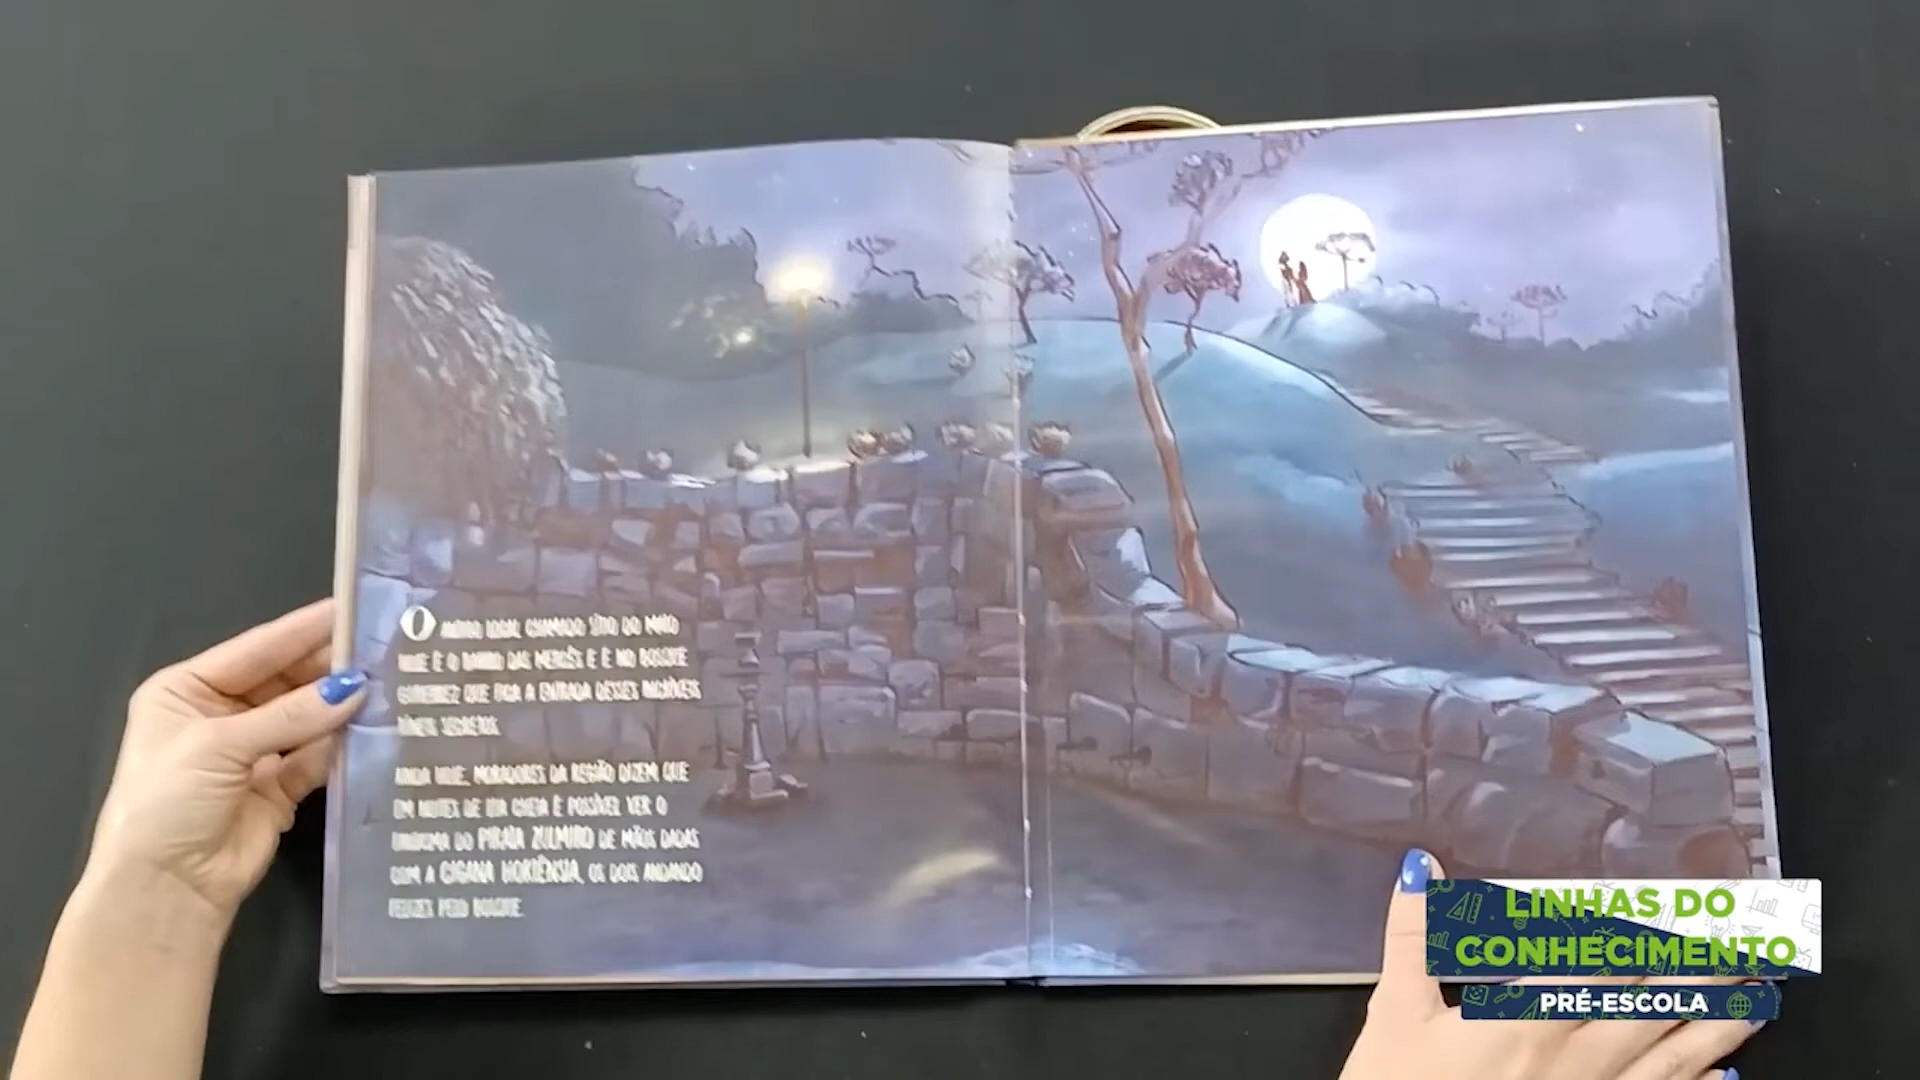 O ANTIGO LOCAL CHAMADO SÍTIO DO MATO
HOJE É O BAIRRO DAS MERCÊS E É NO BOSQUE
GUTIERREZ QUE FICA A ENTRADA DESSES INCRÍVEIS
TÚNEIS SECRETOS.
AINDA HOJE, MORADORES DA REGIÃO DIZEM QUE
EM NOITES DE LUA CHEIA É POSSÍVEL VER O
FANTASMA DO PIRATA ZULMIRO DE MÃOS DADAS
COM A CIGANA HORTÊNSIA, OS DOIS ANDANDO
FELIZES PELO BOSQUE.
LINHAS DO
CONHECIMENTO
PRÉ-ESCOLA